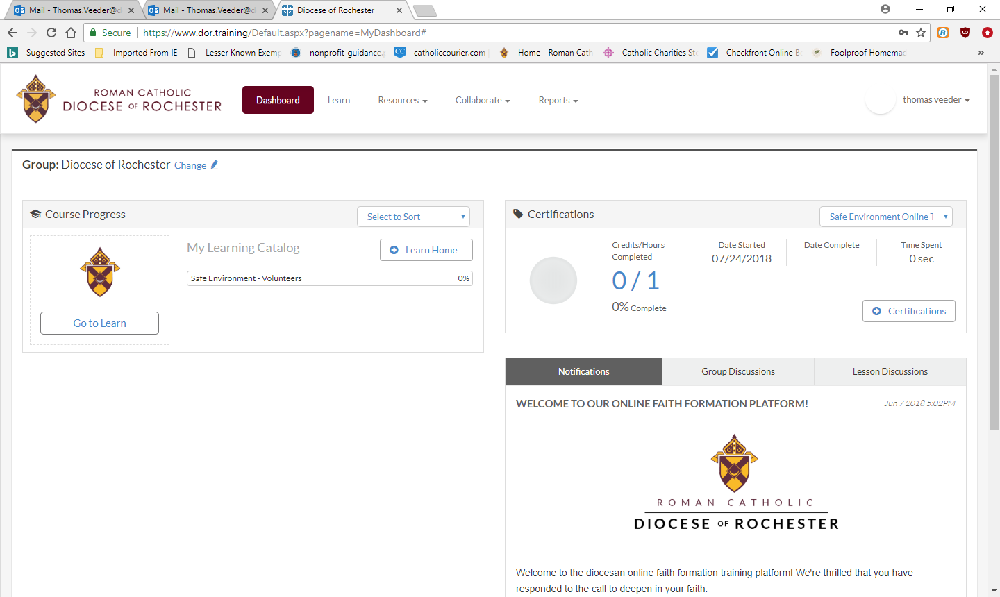 Mail - Thomas.Veeder@d
Mail - Thomas.Veeder@d
Diocese of Rochester
Secure
https://www.dor.training/Default.aspx?pagename=MyDashboard#
Suggested Sites
Imported From IE
Lesser Known Exemp
nonprofit-guidance.
catholiccourier.com
Home - Roman Cath
Catholic Charities Ste
Checkfront Online Bo
Foolproof Homemac
»
ROMAN CATHOLIC
DIOCESE OF ROCHESTER
Dashboard
Learn
Resources
Collaborate
Reports
thomas veeder
Group: Diocese of Rochester Change
Course Progress
Select to Sort
My Learning Catalog
Learn Home
Safe Environment - Volunteers 0%
Go to Learn
Certifications
Safe Environment Online T
Credits/Hours
Completed
0 / 1
0% Complete
Date Started
07/24/2018
Date Complete
Time Spent
0 sec
Certifications
Notifications
Group Discussions
Lesson Discussions
WELCOME TO OUR ONLINE FAITH FORMATION PLATFORM!
Jun 7 2018 5:02PM
ROMAN CATHOLIC
DIOCESE OF ROCHESTER
Welcome to the diocesan online faith formation training platform! We're thrilled that you have
responded to the call to deepen in your faith.